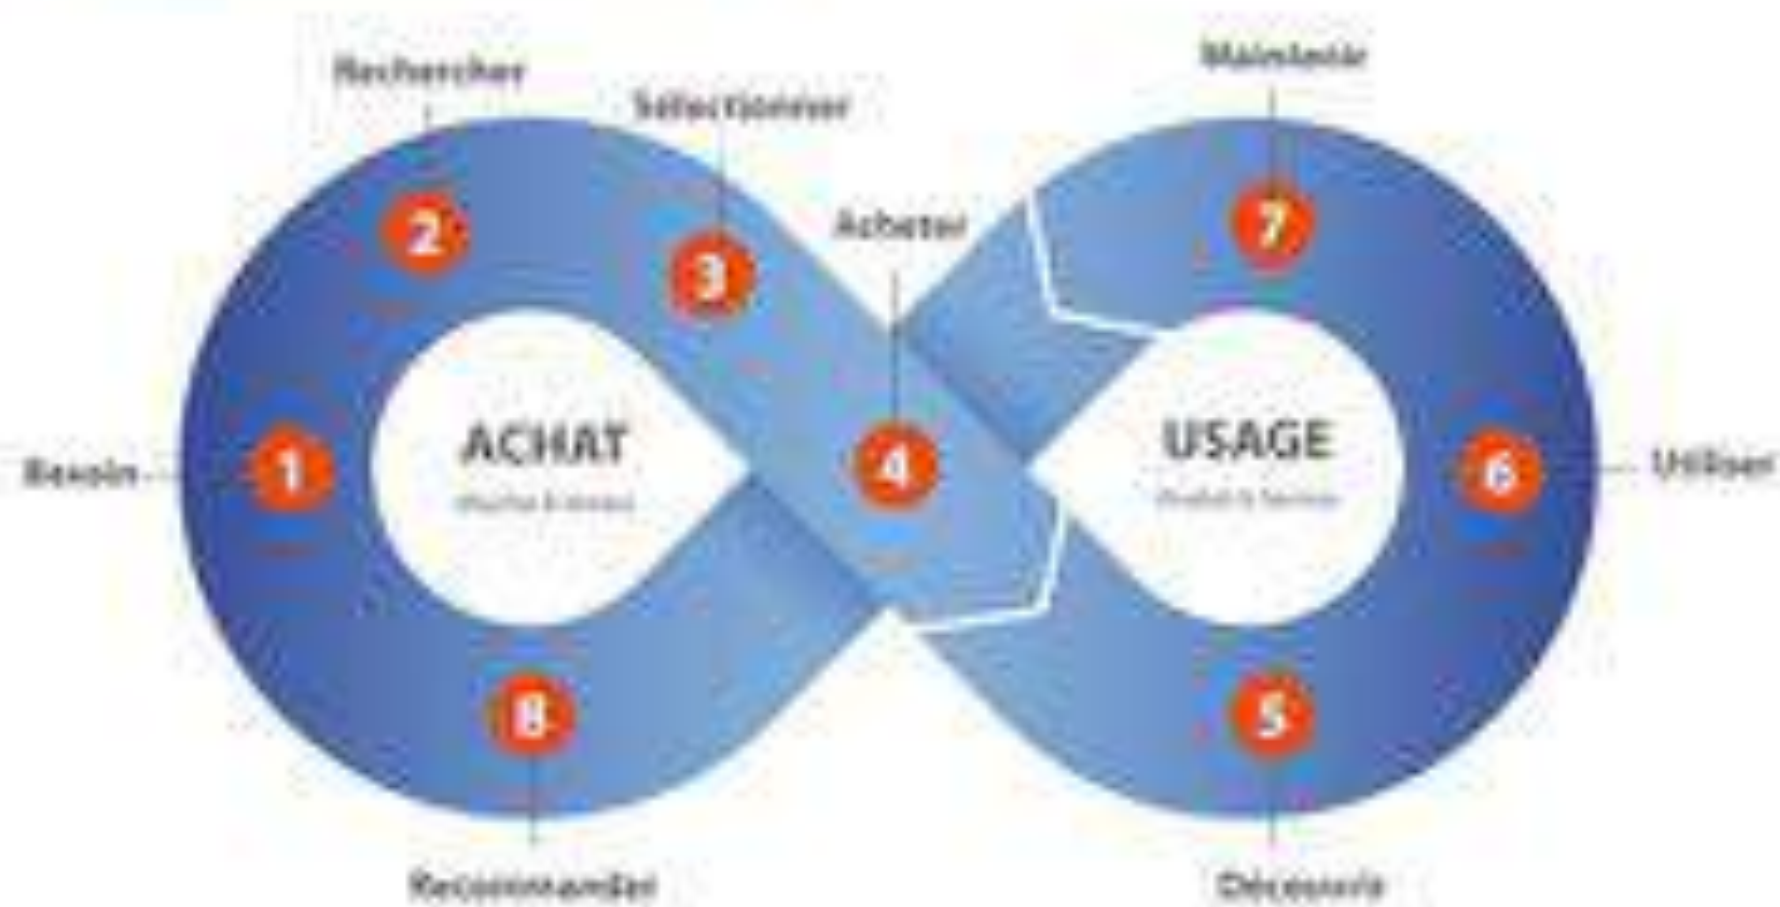 Rechercher
Maintenir
Sélectionner
Acheter
2
7
3
ACHAT
USAGE
Besoin
1
4
6
Utiliser
8
5
Recommander
Découvrir